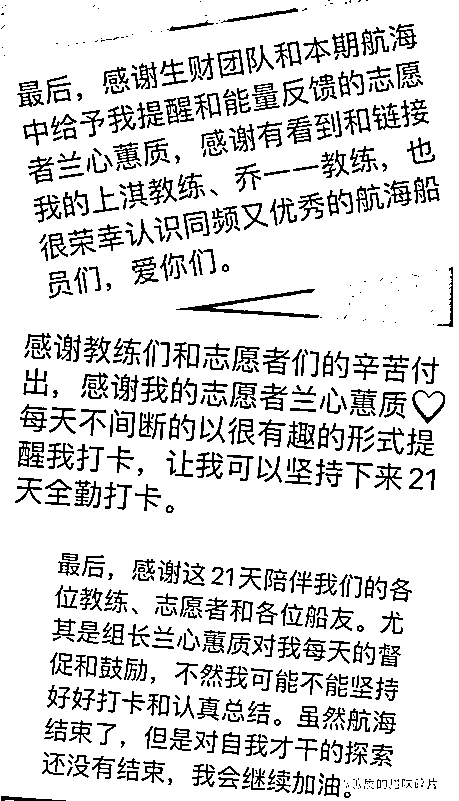 最后，感谢生财团队和本期航海
中给予我提醒和能量反馈的志愿
者兰心蕙质，感谢有看到和链接
我的上淇教练、乔一一教练，也
很荣幸认识同频又优秀的航海船
员们，爱你们。
感谢教练们和志愿者们的辛苦付
出，感谢我的志愿者兰心蕙质♡
每天不间断的以很有趣的形式提
醒我打卡，让我可以坚持下来21
天全勤打卡。
最后，感谢这21天陪伴我们的各
位教练、志愿者和各位船友。尤
其是组长兰心蕙质对我每天的督
促和鼓励，不然我可能不能坚持
好好打卡和认真总结。虽然航海
结束了，但是对自我才干的探索
还没有结束，我会继续加油。